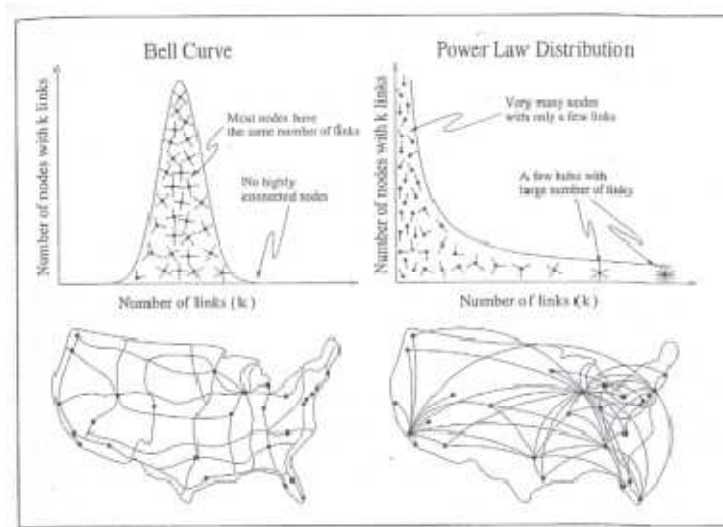 Bell Curve
Number of nodes with k links
Most nodes have
the same number of links
No highly
connected nodes
Number of links (k)
Power Law Distribution
Number of nodes with k links
Very many nodes
with only a few links
A few hubs with
large number of links
Number of links (k)